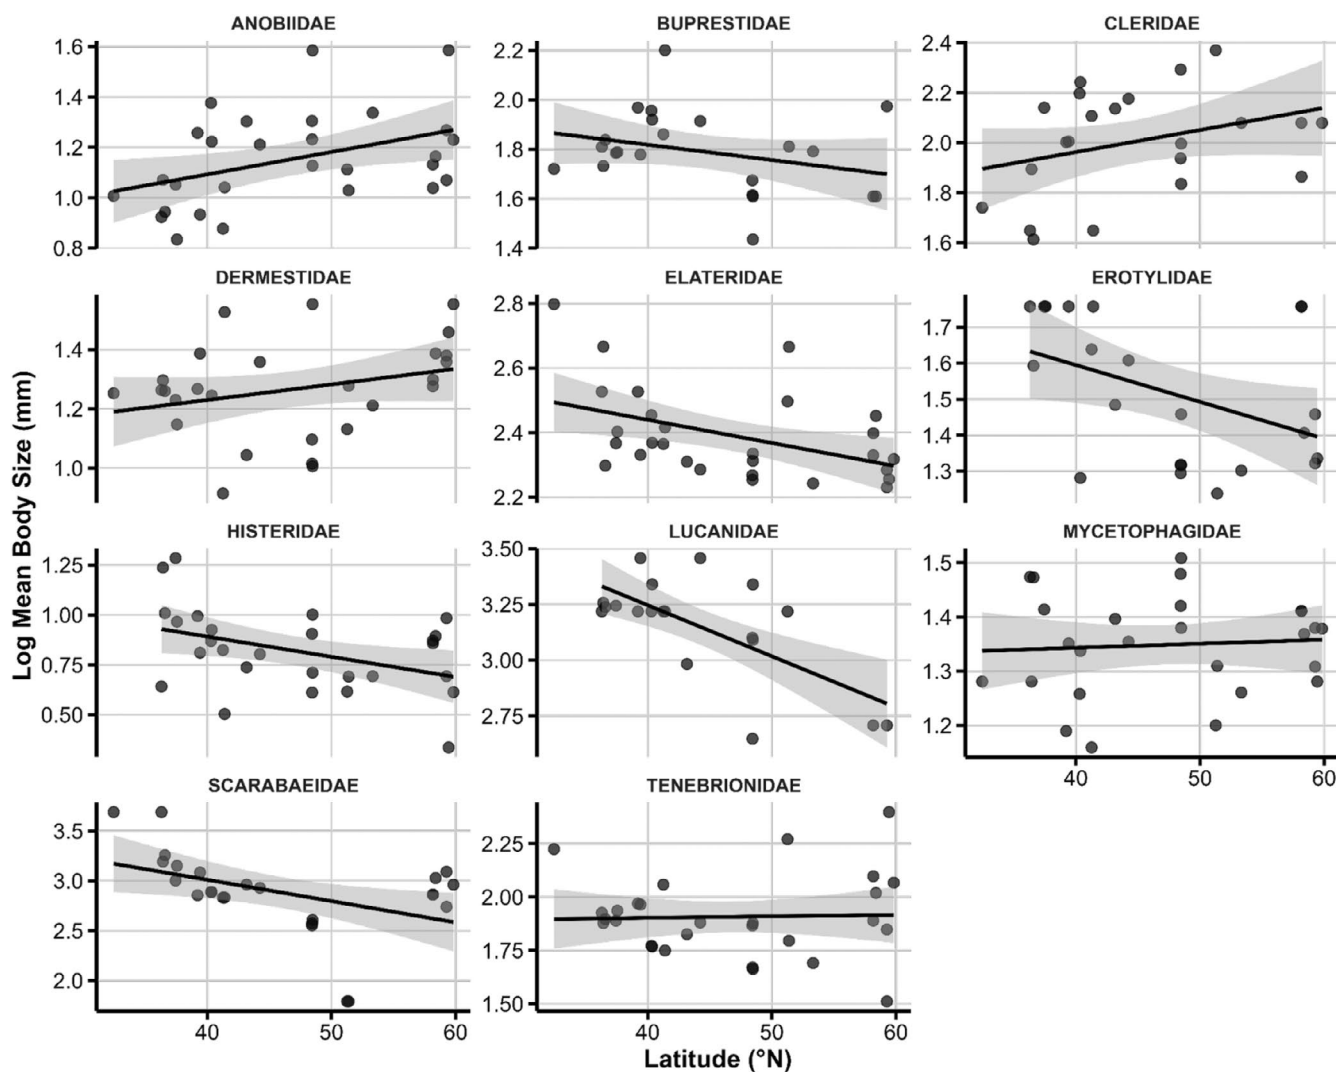 ANOBIIDAE BUPRESTIDAE CLERIDAE
1.6 2.2 2.4
1.4 2.0 2.2
1.2 1.8 2.0
1.0 1.6 1.8
0.8 1.4 1.6
DERMESTIDAE ELATERIDAE EROTYLIDAE
2.8
1.4 2.6 1.7
1.2 2.4 1.6
1.0 2.2 1.5
1.4
1.3
Log Mean Body Size (mm)
HISTERIDAE LUCANIDAE MYCETOPHAGIDAE
1.25 3.50 1.5
1.00 3.25 1.4
0.75 3.00 1.3
0.50 2.75 1.2
40 50 60
SCARABAEIDAE TENEBRIONIDAE
3.5 2.25
3.0 2.00
2.5 1.75
2.0 1.50
40 50 60 40 50 60
Latitude (°N)